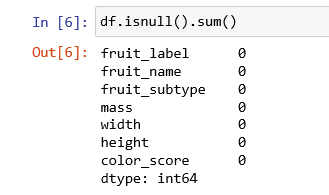 In [6]: df.isnull().sum()
Out[6]: fruit_label 0
fruit_name 0
fruit_subtype 0
mass 0
width 0
height 0
color_score 0
dtype: int64